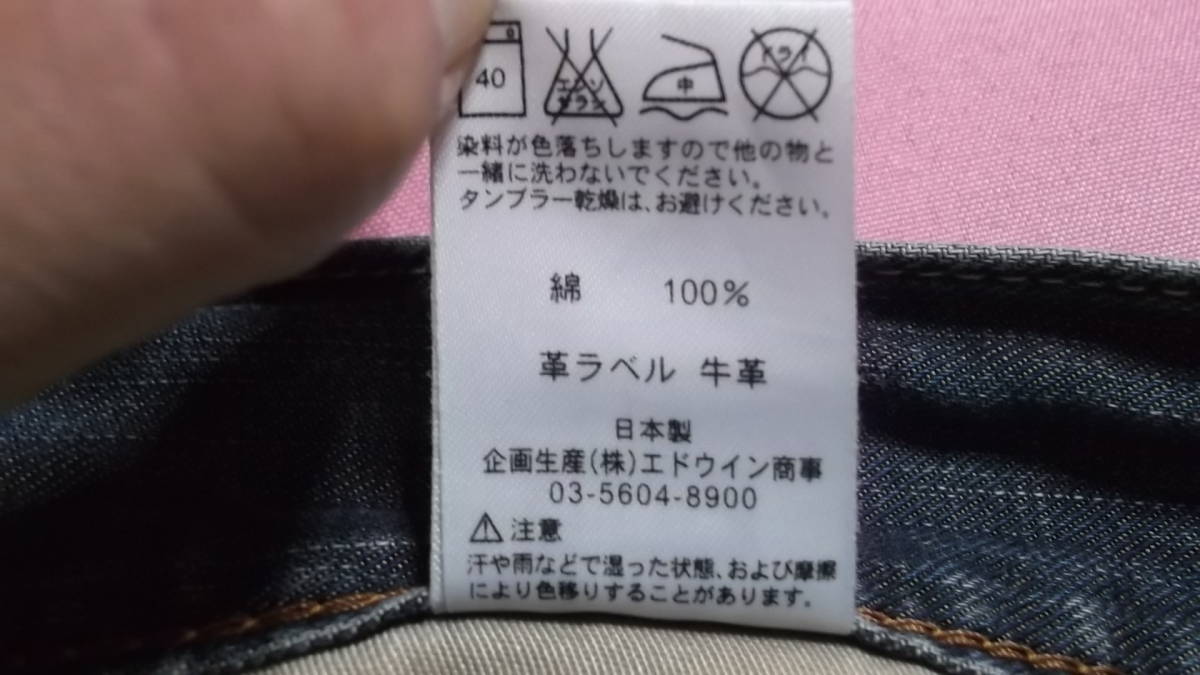 40 エンソサラシ 中 ドライ
染料が色落ちしますので他の物と
一緒に洗わないでください。
タンブラー乾燥は、お避けください。
綿 100%
革ラベル 牛革
日本製
企画生産(株)エドウイン商事
03-5604-8900
注意
汗や雨などで湿った状態、および摩擦
により色移りすることがあります。